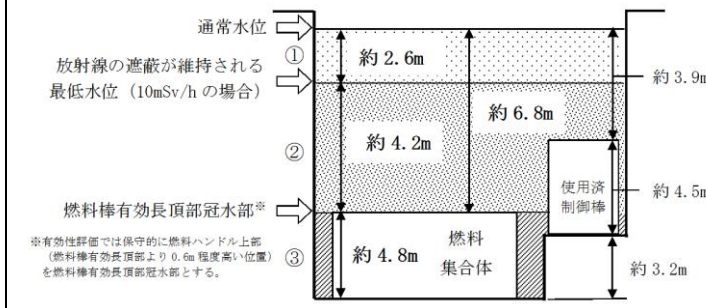 通常水位
①
約 2.6m
放射線の遮蔽が維持される
最低水位（10mSv/h の場合）
約 3.9m
約 6.8m
②
約 4.2m
使用済
制御棒
約 4.5m
燃料棒有効長頂部冠水部※
※有効性評価では保守的に燃料ハンドル上部
（燃料棒有効長頂部より 0.6m 程度高い位置）
を燃料棒有効長頂部冠水部とする。
③
約 4.8m
燃料
集合体
約 3.2m